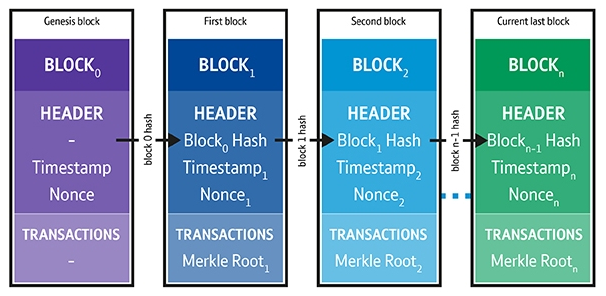 Genesis block
BLOCK₀
HEADER
–
Timestamp
Nonce
TRANSACTIONS
–
block 0 hash
First block
BLOCK₁
HEADER
Block₀ Hash
Timestamp₁
Nonce₁
TRANSACTIONS
Merkle Root₁
block 1 hash
Second block
BLOCK₂
HEADER
Block₁ Hash
Timestamp₂
Nonce₂
TRANSACTIONS
Merkle Root₂
block n-1 hash
Current last block
BLOCKₙ
HEADER
Blockₙ₋₁ Hash
Timestampₙ
Nonceₙ
TRANSACTIONS
Merkle Rootₙ